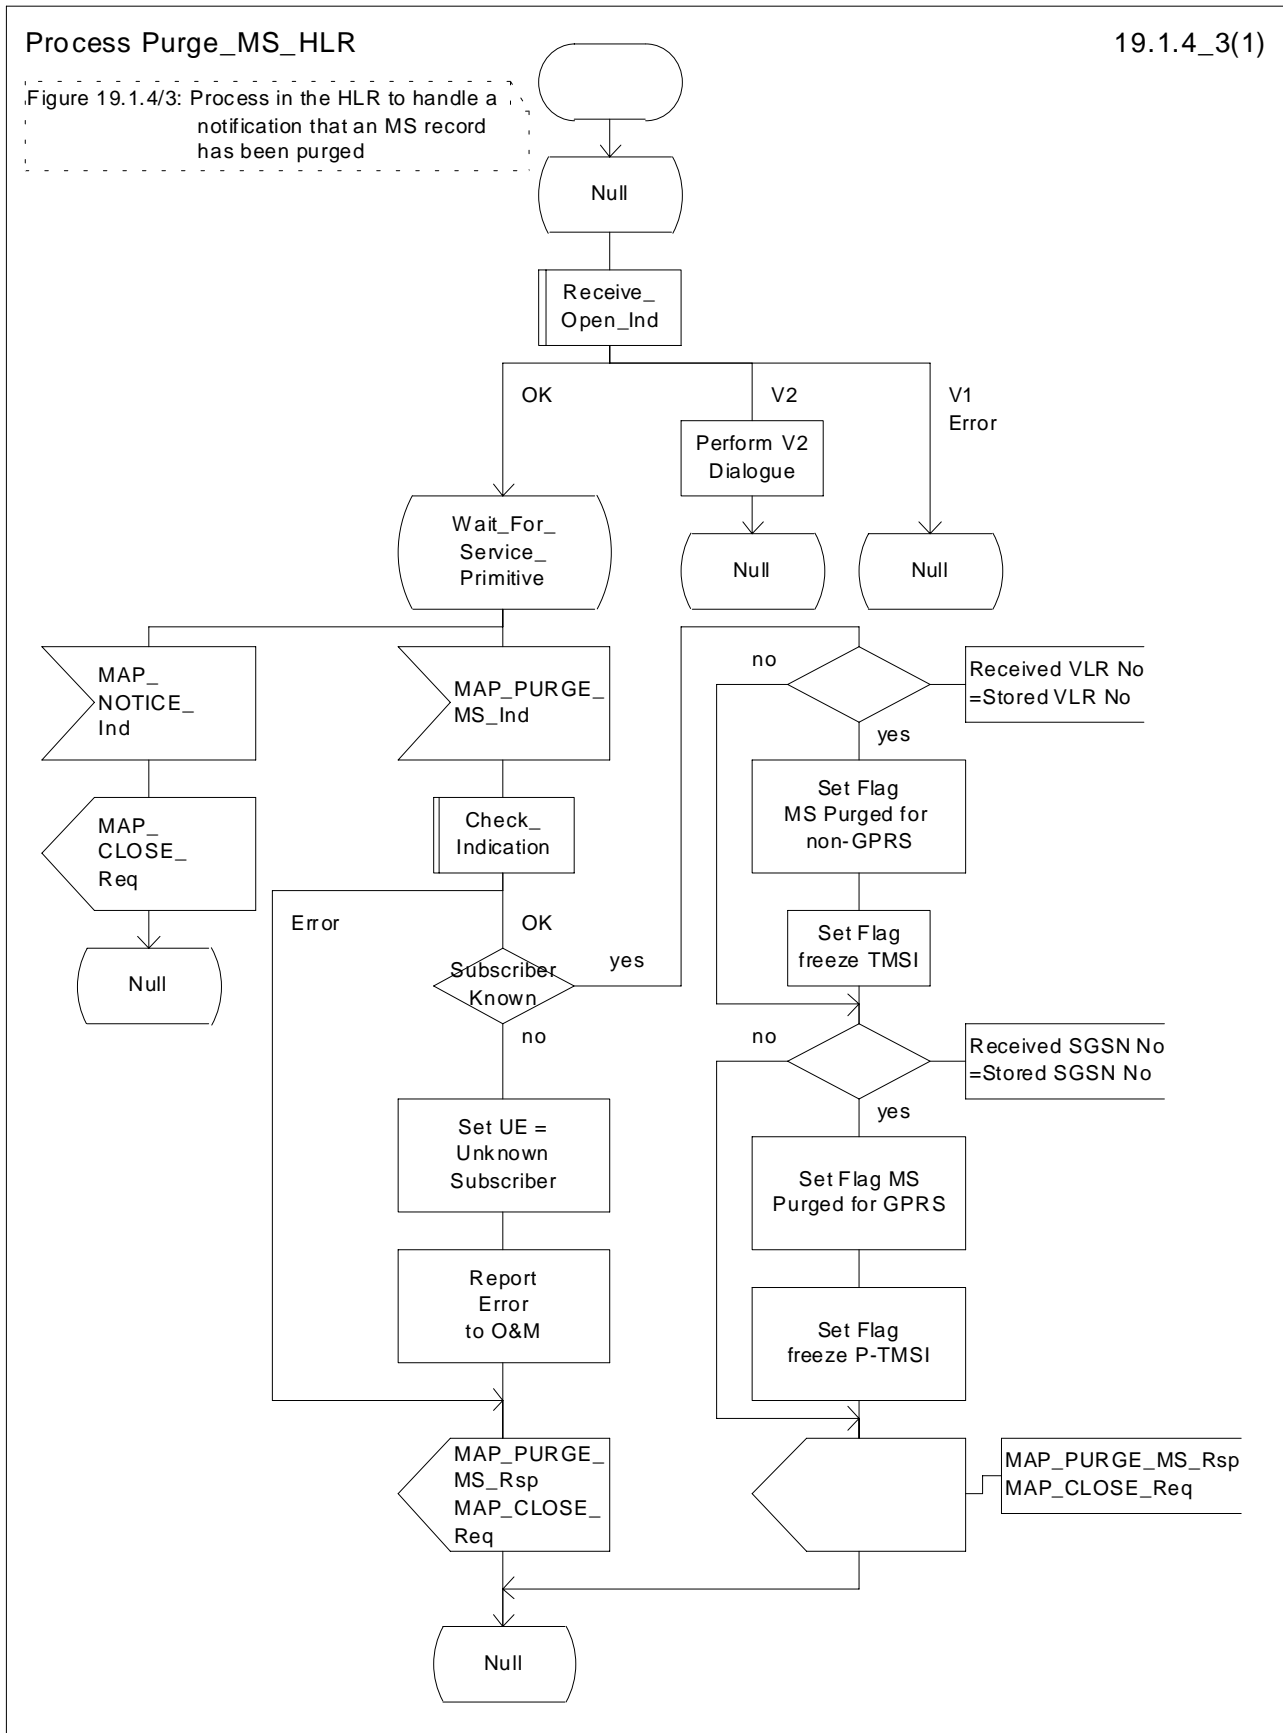 Process Purge_MS_HLR
19.1.4_3(1)
Figure 19.1.4/3: Process in the HLR to handle a
notification that an MS record
has been purged
Null
Receive_
Open_Ind
OK
V2
V1
Error
Perform V2
Dialogue
Wait_For_
Service_
Primitive
Null
Null
MAP_
NOTICE_
Ind
MAP_PURGE_
MS_Ind
no
Received VLR No
=Stored VLR No
yes
Set Flag
MS Purged for
non-GPRS
MAP_
CLOSE_
Req
Check_
Indication
Error
OK
Set Flag
freeze TMSI
Null
Subscriber
Known
yes
no
no
Received SGSN No
=Stored SGSN No
yes
Set UE =
Unknown
Subscriber
Set Flag MS
Purged for GPRS
Report
Error
to O&M
Set Flag
freeze P-TMSI
MAP_PURGE_
MS_Rsp
MAP_CLOSE_
Req
MAP_PURGE_MS_Rsp
MAP_CLOSE_Req
Null